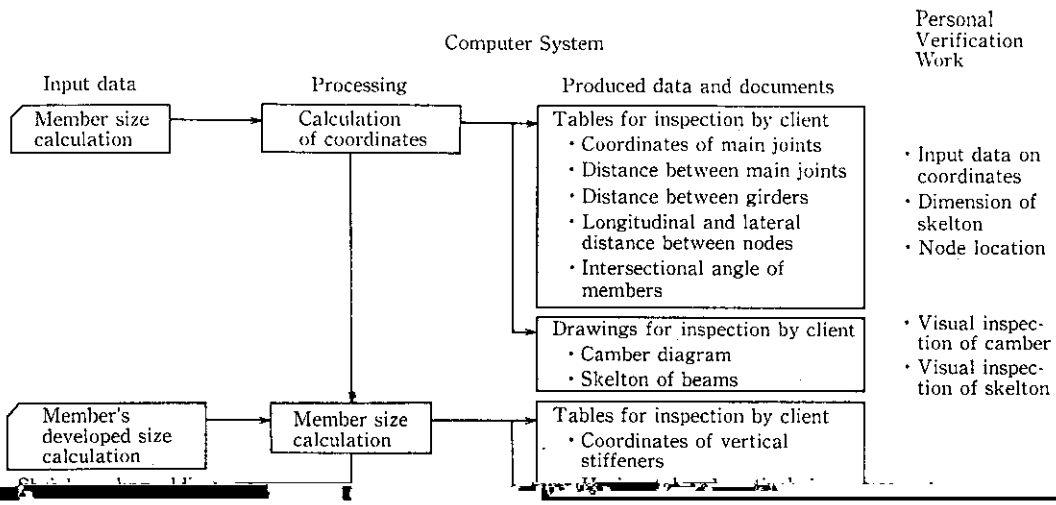 Personal
Verification
Work
Computer System
Input data
Processing
Produced data and documents
Member size
calculation
Calculation
of coordinates
Tables for inspection by client
・Coordinates of main joints
・Distance between main joints
・Distance between girders
・Longitudinal and lateral
distance between nodes
・Intersectional angle of
members
・Input data on
coordinates
・Dimension of
skelton
・Node location
Drawings for inspection by client
・Camber diagram
・Skelton of beams
・Visual inspec-
tion of camber
・Visual inspec-
tion of skelton
Member's
developed size
calculation
Member size
calculation
Tables for inspection by client
・Coordinates of vertical
stiffeners